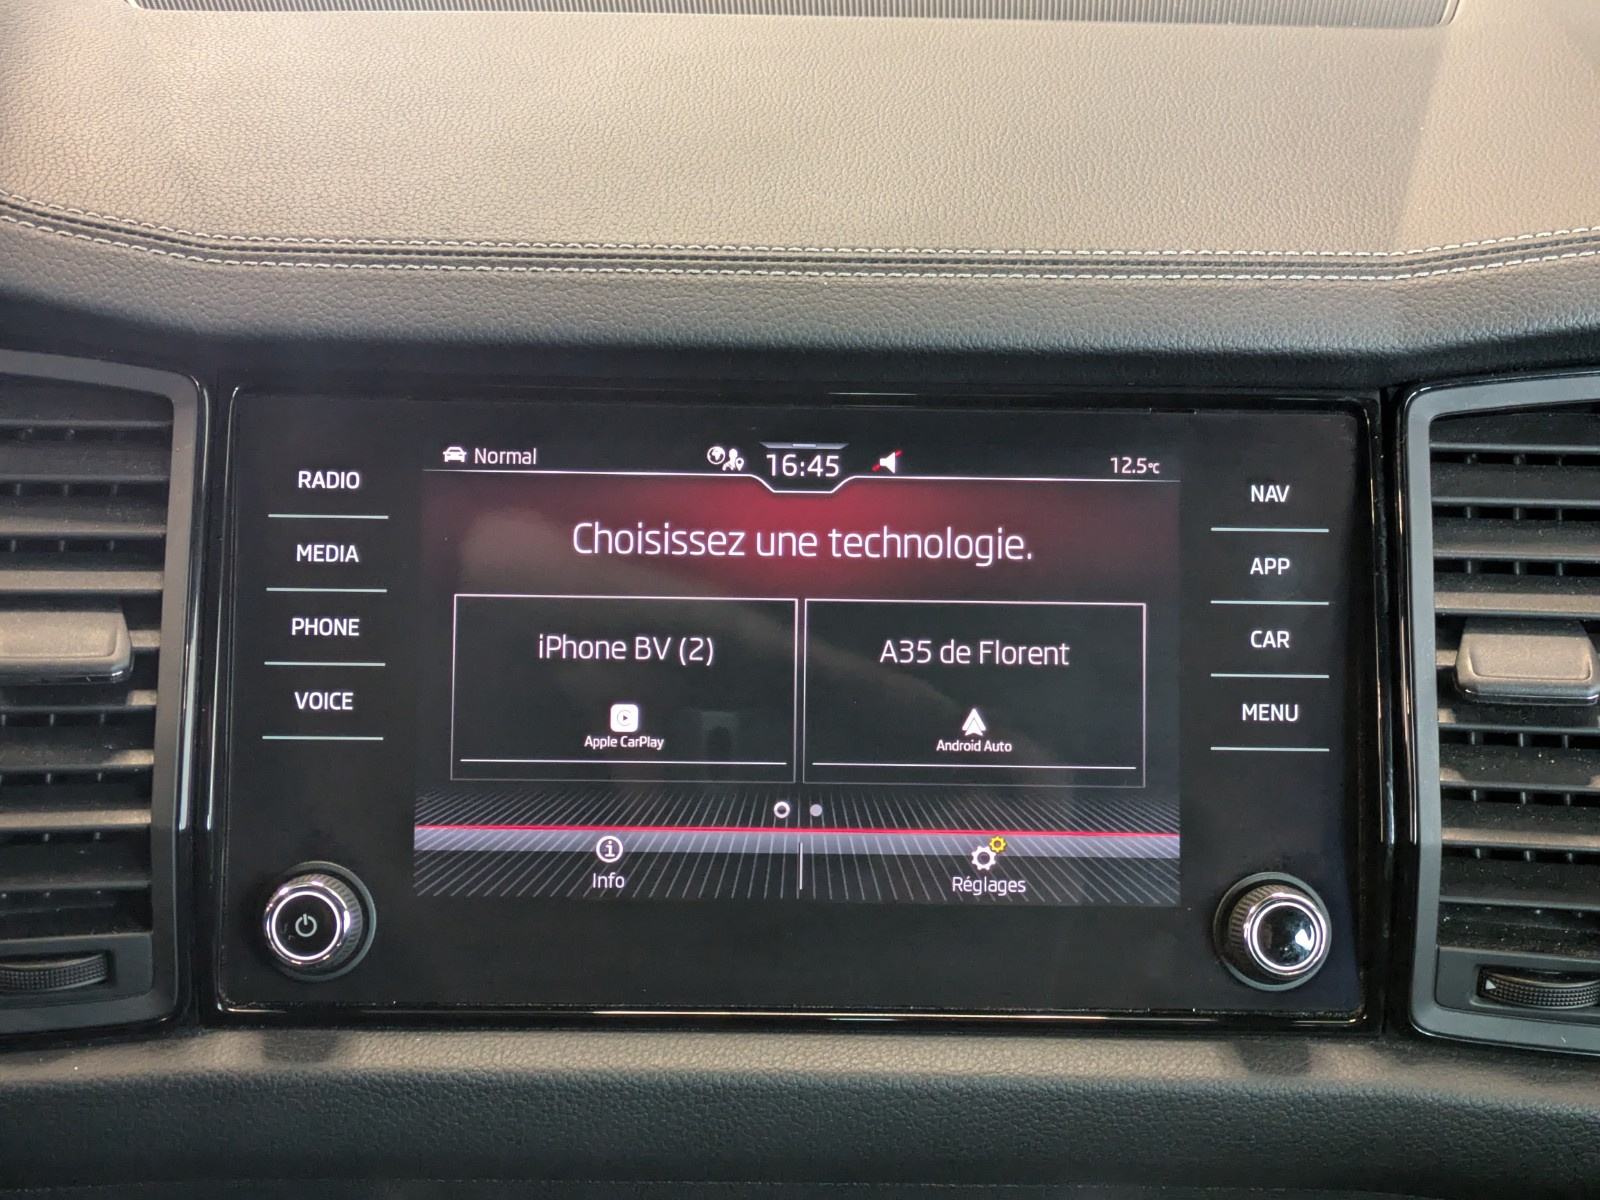 RADIO
MEDIA
PHONE
VOICE
Normal
16:45
12.5°C
Choisissez une technologie.
iPhone BV (2)
Apple CarPlay
A35 de Florent
Android Auto
Info
Réglages
NAV
APP
CAR
MENU